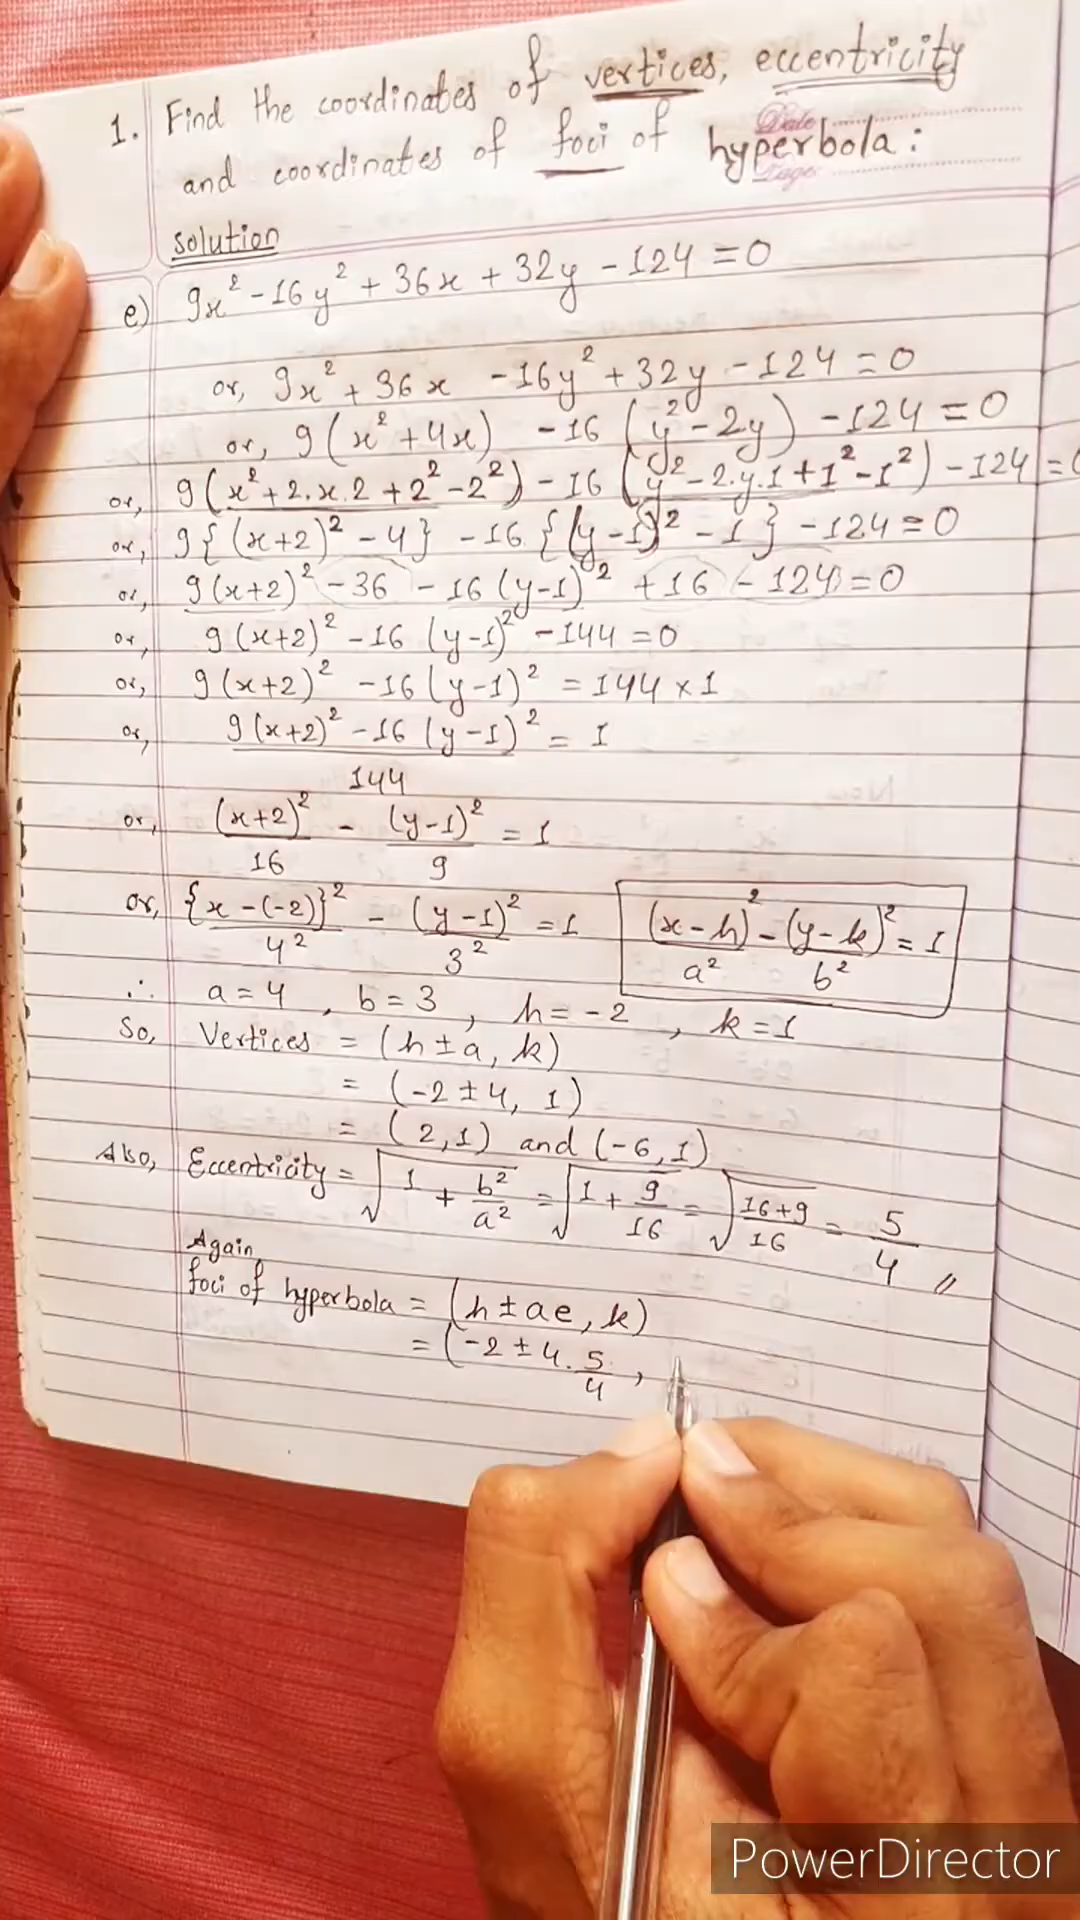 1. Find the coordinates of vertices, eccentricity
Date
and coordinates of foci of hyperbola :
Page
solution
e) 9x² - 16y² + 36x + 32y - 124 = 0
or, 9x² + 36x - 16y² + 32y - 124 = 0
or, 9(x² + 4x) - 16(y² - 2y) - 124 = 0
or, 9(x² + 2.x.2 + 2² - 2²) - 16(y² - 2.y.1 + 1² - 1²) - 124 = 0
or, 9{(x+2)² - 4} - 16{(y-1)² - 1} - 124 = 0
or, 9(x+2)² - 36 - 16(y-1)² + 16 - 124 = 0
or, 9(x+2)² - 16(y-1)² - 144 = 0
or, 9(x+2)² - 16(y-1)² = 144 × 1
or, 9(x+2)² - 16(y-1)² = 1
144
or, (x+2)² - (y-1)² = 1
16 9
or, {x-(-2)}² - (y-1)² = 1 (x-h)² - (y-k)² = 1
4² 3² a² b²
∴ a = 4 , b = 3 , h = -2 , k = 1
So, Vertices = (h ± a, k)
= (-2 ± 4, 1)
= (2, 1) and (-6, 1)
Also, Eccentricity = √1 + b²/a² = √1 + 9/16 = √16+9/16 = 5/4 //
Again,
foci of hyperbola = (h ± ae, k)
= (-2 ± 4. 5/4 ,
PowerDirector